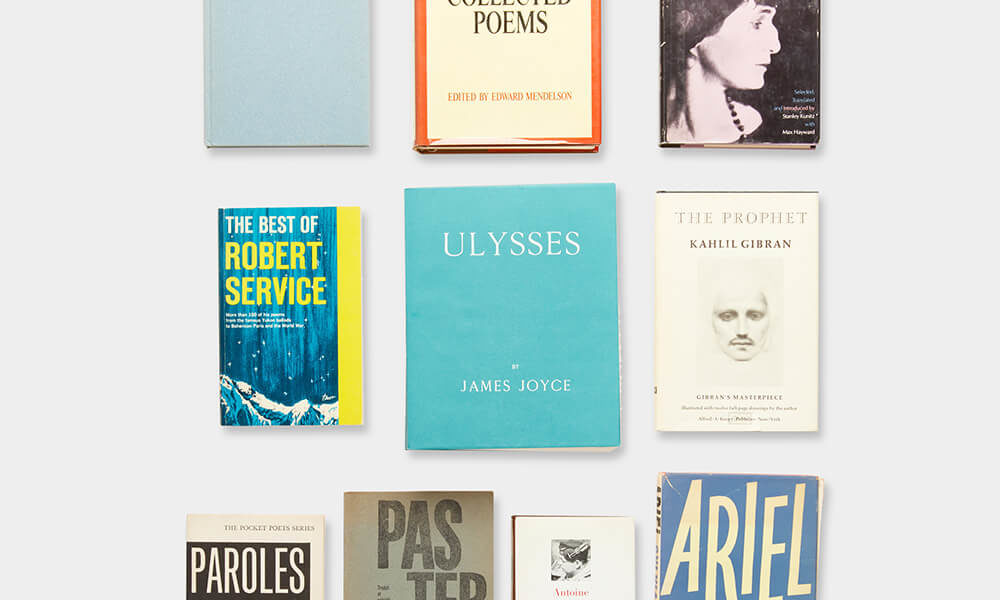 COLLECTED
POEMS
EDITED BY EDWARD MENDELSON
Selected,
Translated
and Introduced by
Stanley Kunitz
with
Max Hayward
THE BEST OF
ROBERT
SERVICE
More than 100 of his poems
from the famous Yukon ballads
to Bohemian Paris and the World War.
ULYSSES
BY
JAMES JOYCE
THE PROPHET
KAHLIL GIBRAN
GIBRAN'S MASTERPIECE
Illustrated with twelve full-page drawings by the author
Alfred · A · Knopf · Publisher · New York
THE POCKET POETS SERIES
PAROLES
PAS
TER
Antoine
ARIEL